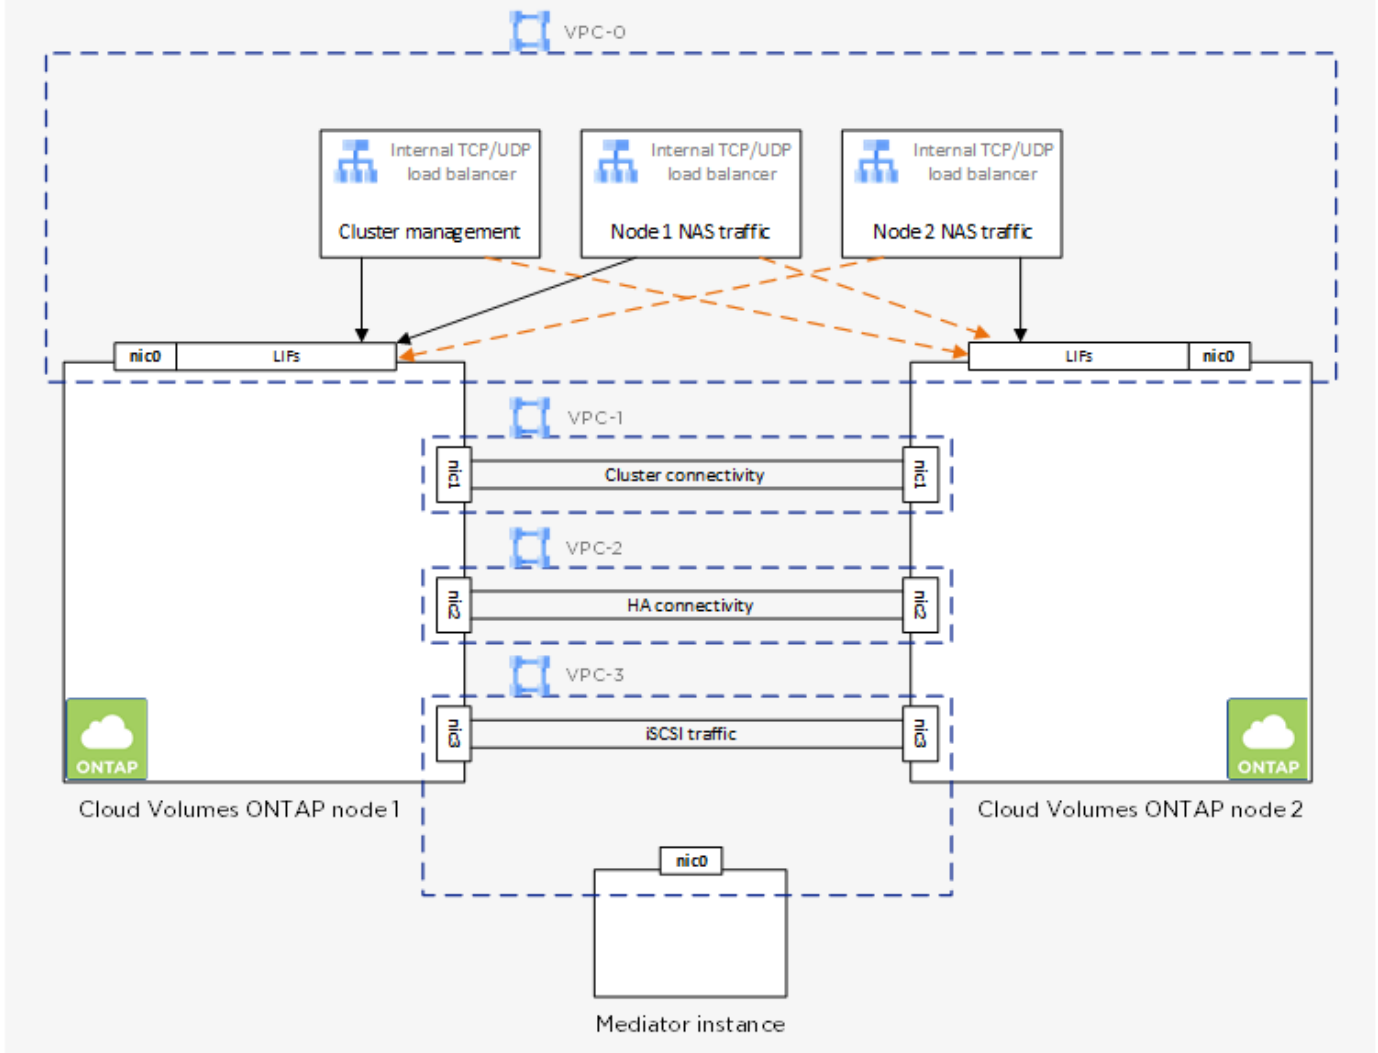 VPC-0
Internal TCP/UDP
load balancer
Cluster management
Internal TCP/UDP
load balancer
Node 1 NAS traffic
Internal TCP/UDP
load balancer
Node 2 NAS traffic
nic0
LIFs
LIFs
nic0
VPC-1
nic1
Cluster connectivity
nic1
VPC-2
nic2
HA connectivity
nic2
VPC-3
nic3
iSCSI traffic
nic3
ONTAP
ONTAP
Cloud Volumes ONTAP node 1
Cloud Volumes ONTAP node 2
nic0
Mediator instance